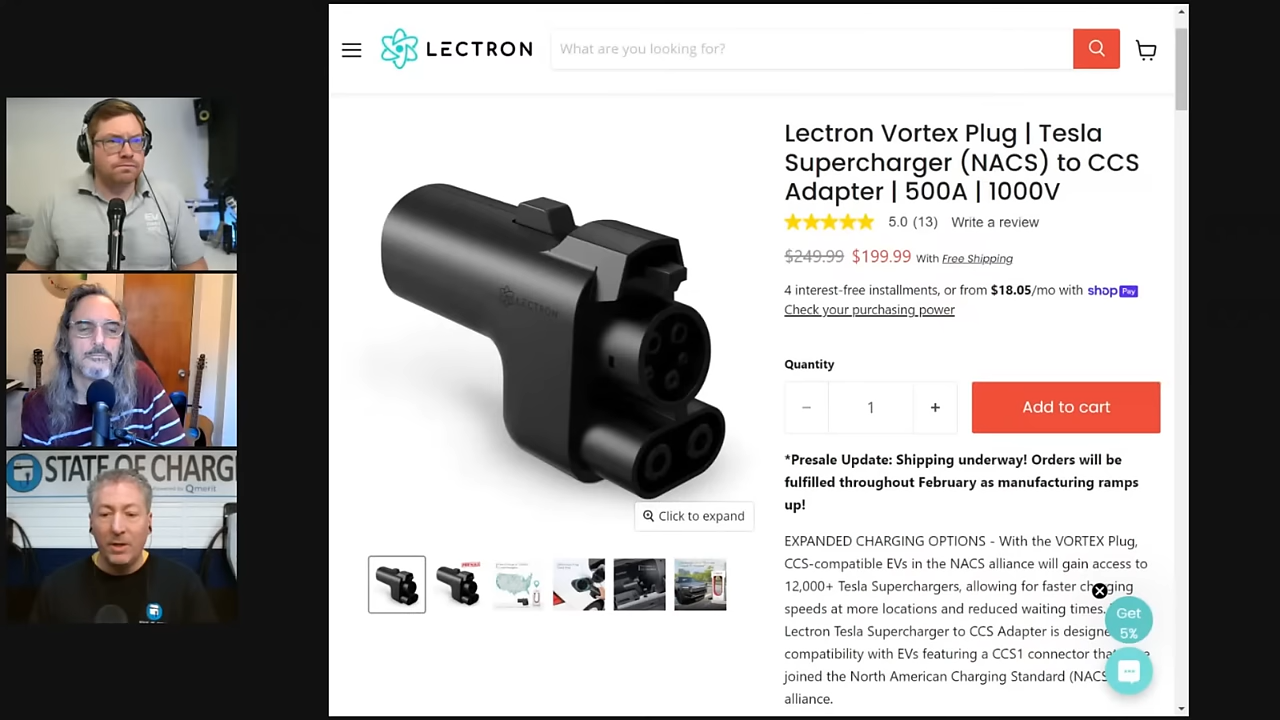 LECTRON
What are you looking for?
Lectron Vortex Plug | Tesla
Supercharger (NACS) to CCS
Adapter | 500A | 1000V
5.0 (13) Write a review
$249.99 $199.99 With Free Shipping
4 interest-free installments, or from $18.05/mo with shop Pay
Check your purchasing power
Quantity
− 1 +
Add to cart
*Presale Update: Shipping underway! Orders will be
fulfilled throughout February as manufacturing ramps
up!
Click to expand
EXPANDED CHARGING OPTIONS - With the VORTEX Plug,
CCS-compatible EVs in the NACS alliance will gain access to
12,000+ Tesla Superchargers, allowing for faster charging
speeds at more locations and reduced waiting times.
Lectron Tesla Supercharger to CCS Adapter is designe
compatibility with EVs featuring a CCS1 connector tha
joined the North American Charging Standard (NACS
alliance.
Get
5%
LECTRON
STATE OF CHARG
Powered by Qmerit